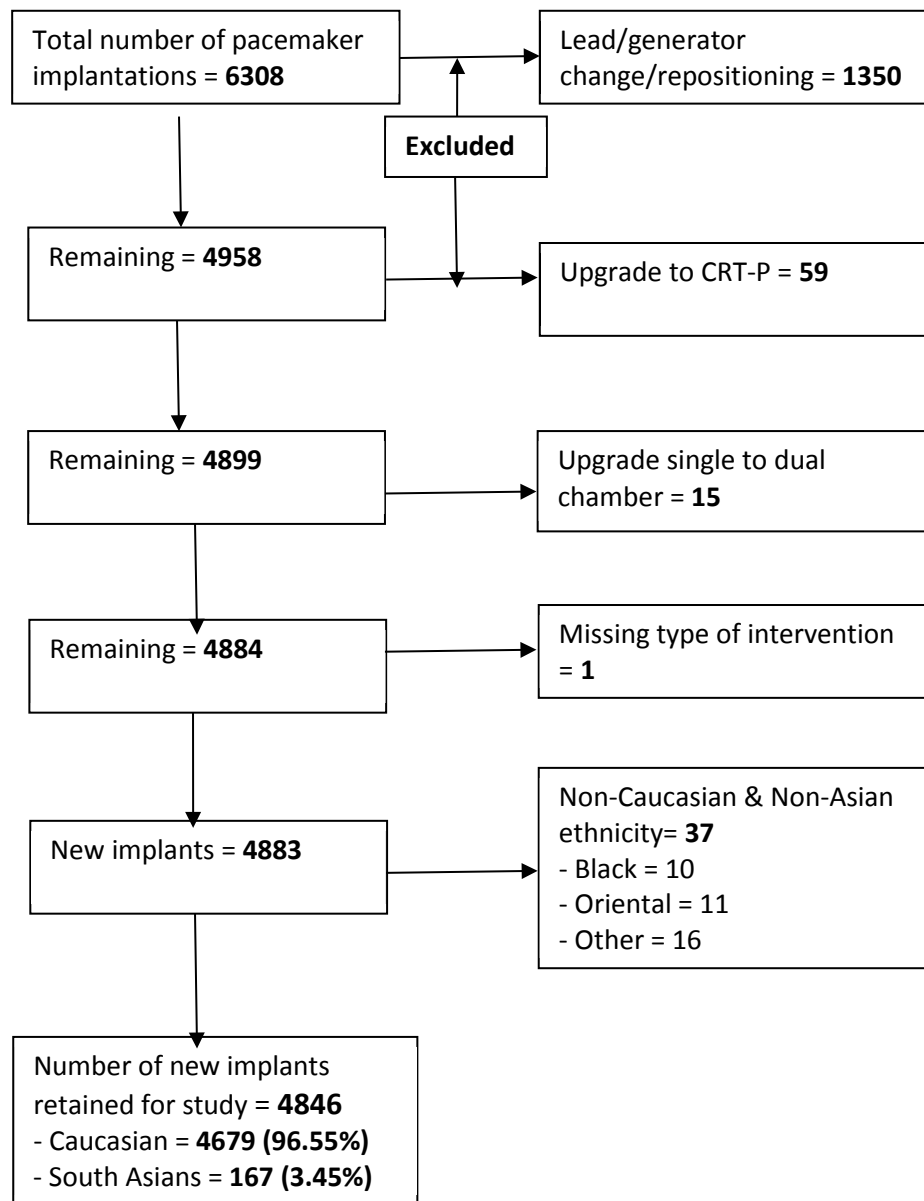 Total number of pacemaker
implantations = 6308
Lead/generator
change/repositioning = 1350
Excluded
Remaining = 4958
Upgrade to CRT-P = 59
Remaining = 4899
Upgrade single to dual
chamber = 15
Remaining = 4884
Missing type of intervention
= 1
New implants = 4883
Non-Caucasian & Non-Asian
ethnicity= 37
- Black = 10
- Oriental = 11
- Other = 16
Number of new implants
retained for study = 4846
- Caucasian = 4679 (96.55%)
- South Asians = 167 (3.45%)